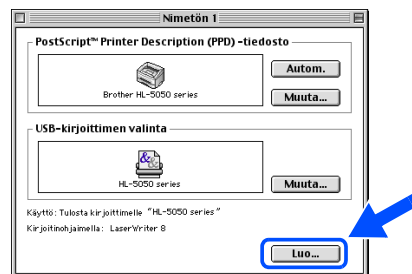 Nimetön 1
PostScript™ Printer Description (PPD) -tiedosto
Autom.
Brother HL-5050 series
Muuta...
USB-kirjoittimen valinta
HL-5050 series
Muuta...
Käyttö: Tulosta kirjoittimelle "HL-5050 series"
Kirjoitinohjaimella: LaserWriter 8
Luo...